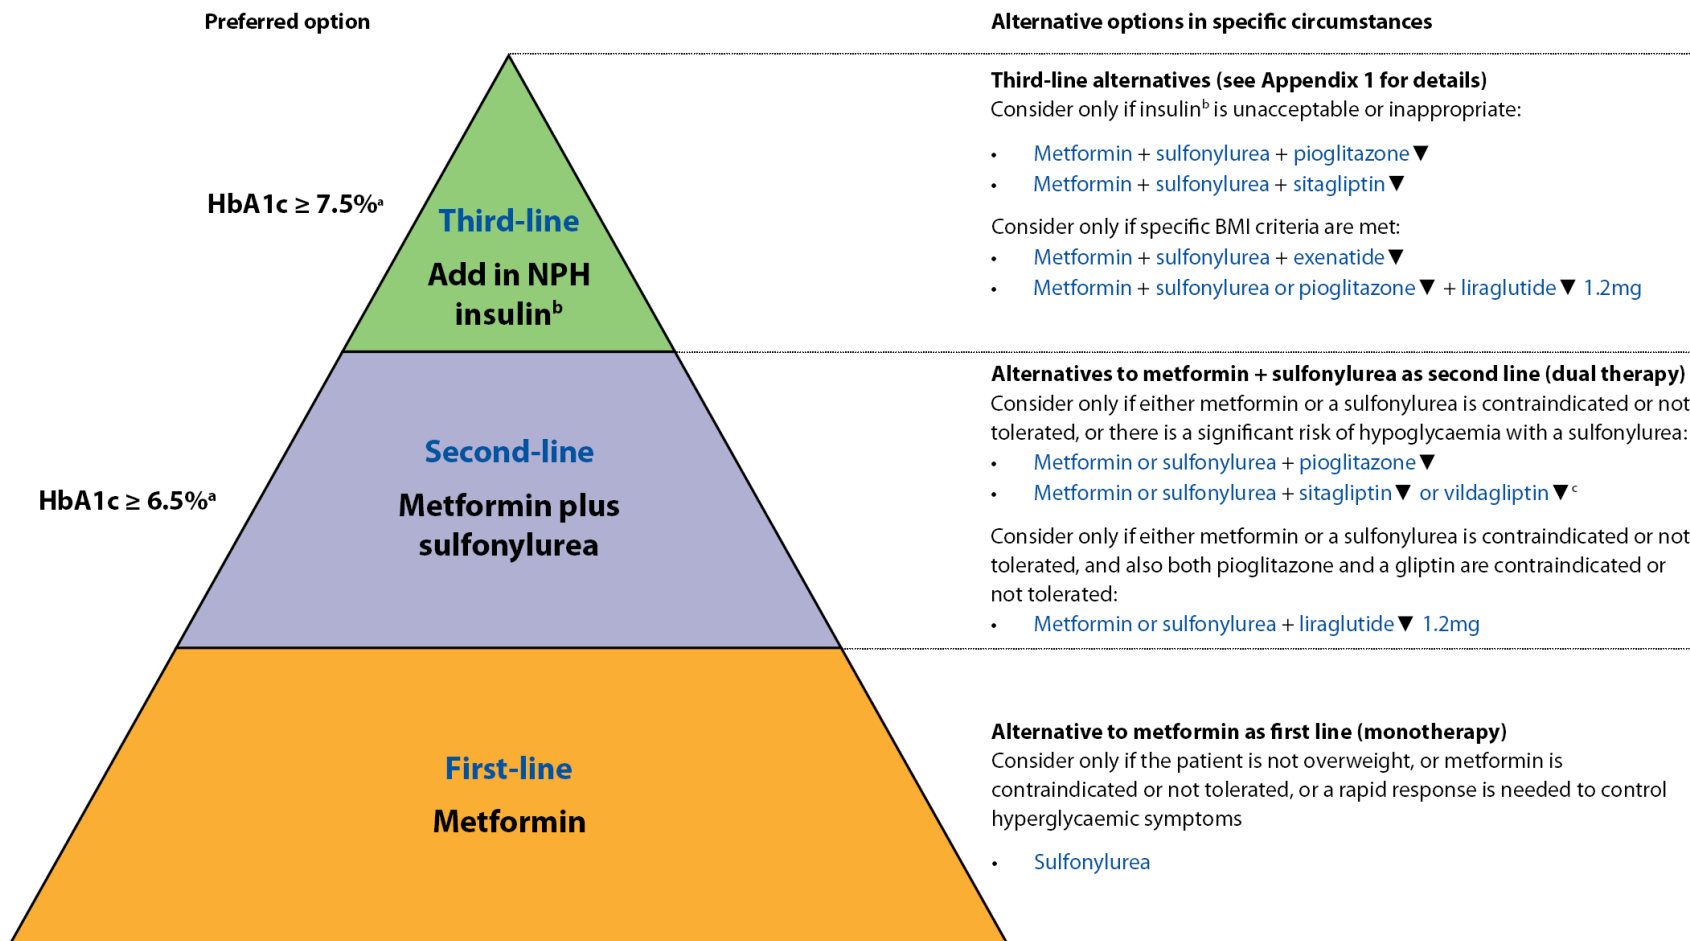 Preferred option
Alternative options in specific circumstances
HbA1c ≥ 7.5%ᵃ
Third-line
Add in NPH
insulinᵇ
Third-line alternatives (see Appendix 1 for details)
Consider only if insulinᵇ is unacceptable or inappropriate:
• Metformin + sulfonylurea + pioglitazone▼
• Metformin + sulfonylurea + sitagliptin▼
Consider only if specific BMI criteria are met:
• Metformin + sulfonylurea + exenatide▼
• Metformin + sulfonylurea or pioglitazone▼ + liraglutide▼ 1.2mg
HbA1c ≥ 6.5%ᵃ
Second-line
Metformin plus
sulfonylurea
Alternatives to metformin + sulfonylurea as second line (dual therapy)
Consider only if either metformin or a sulfonylurea is contraindicated or not
tolerated, or there is a significant risk of hypoglycaemia with a sulfonylurea:
• Metformin or sulfonylurea + pioglitazone▼
• Metformin or sulfonylurea + sitagliptin▼ or vildagliptin▼ᶜ
Consider only if either metformin or a sulfonylurea is contraindicated or not
tolerated, and also both pioglitazone and a gliptin are contraindicated or
not tolerated:
• Metformin or sulfonylurea + liraglutide▼ 1.2mg
First-line
Metformin
Alternative to metformin as first line (monotherapy)
Consider only if the patient is not overweight, or metformin is
contraindicated or not tolerated, or a rapid response is needed to control
hyperglycaemic symptoms
• Sulfonylurea